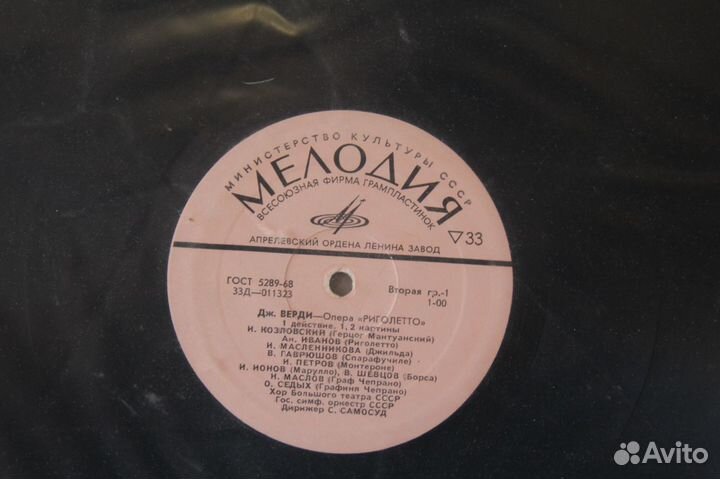 МИНИСТЕРСТВО КУЛЬТУРЫ СССР
МЕЛОДИЯ
ВСЕСОЮЗНАЯ ФИРМА ГРАМПЛАСТИНОК
АПРЕЛЕВСКИЙ ОРДЕНА ЛЕНИНА ЗАВОД
▽33
ГОСТ 5289-68
Вторая гр.-1
33Д—011323
1-00
Дж. ВЕРДИ—Опера «РИГОЛЕТТО»
1 действие, 1, 2 картины
И. КОЗЛОВСКИЙ (Герцог Мантуанский)
Ан. ИВАНОВ (Риголетто)
И. МАСЛЕННИКОВА (Джильда)
В. ГАВРЮШОВ (Спарафучиле)
И. ПЕТРОВ (Монтероне)
И. ИОНОВ (Марулло), В. ШЕВЦОВ (Борса)
Н. МАСЛОВ (Граф Чепрано)
О. СЕДЫХ (Графиня Чепрано)
Хор Большого театра СССР
Гос. симф. оркестр СССР
Дирижер С. САМОСУД
Avito